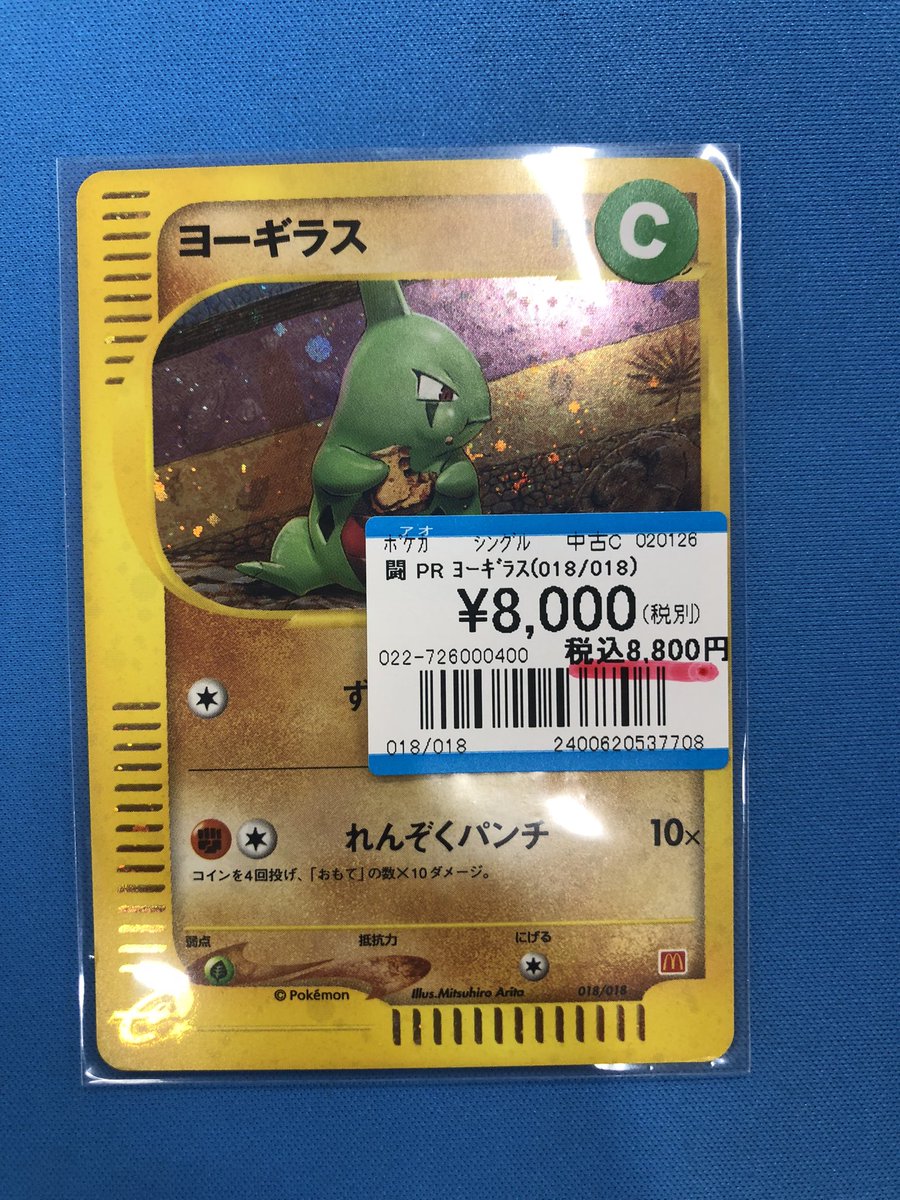 ヨーギラス
C
アオ
ポケカ シングル 中古C 020126
闘 PR ﾖｰｷﾞﾗｽ(018/018)
¥8,000(税別)
税込8,800円
022-726000400
018/018 2400620537708
ず
れんぞくパンチ 10×
コインを4回投げ、「おもて」の数×10ダメージ。
弱点 抵抗力 にげる
©Pokémon Illus.Mitsuhiro Arita 018/018